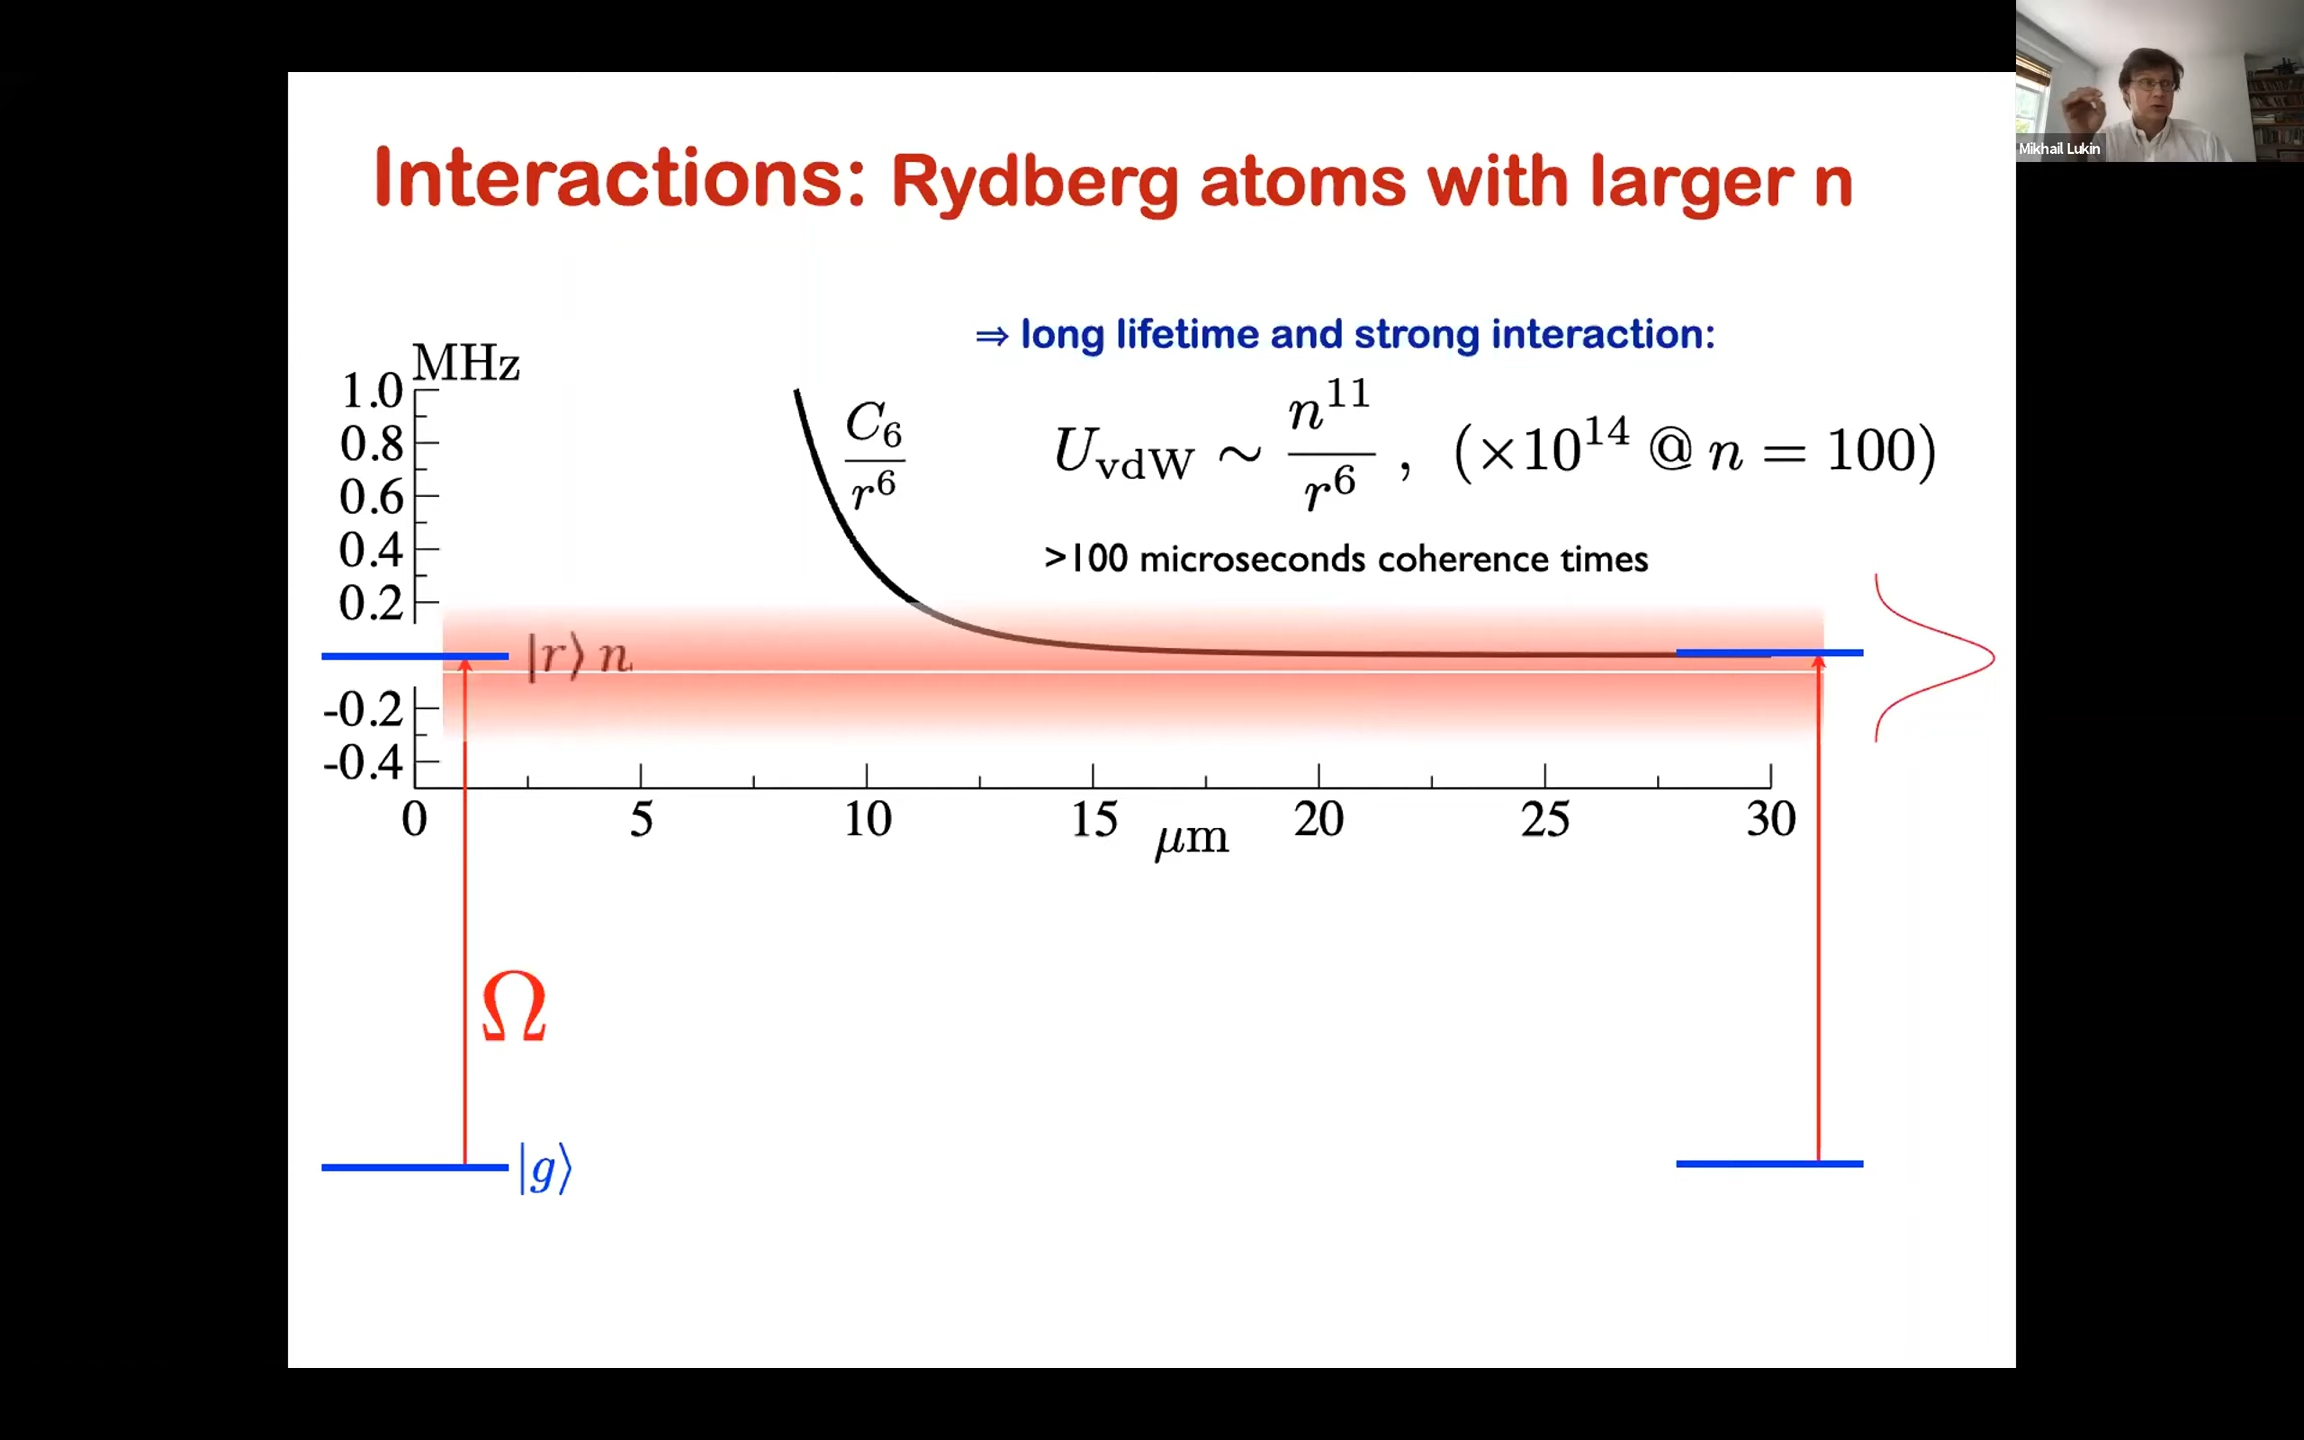 Mikhail Lukin
Interactions: Rydberg atoms with larger n
⇒ long lifetime and strong interaction:
MHz
1.0
0.8
0.6
0.4
0.2
-0.2
-0.4
C₆/r⁶
U_vdW ∼ n¹¹/r⁶ , (×10¹⁴ @ n = 100)
>100 microseconds coherence times
|r⟩ n
0 5 10 15 20 25 30
μm
Ω
|g⟩